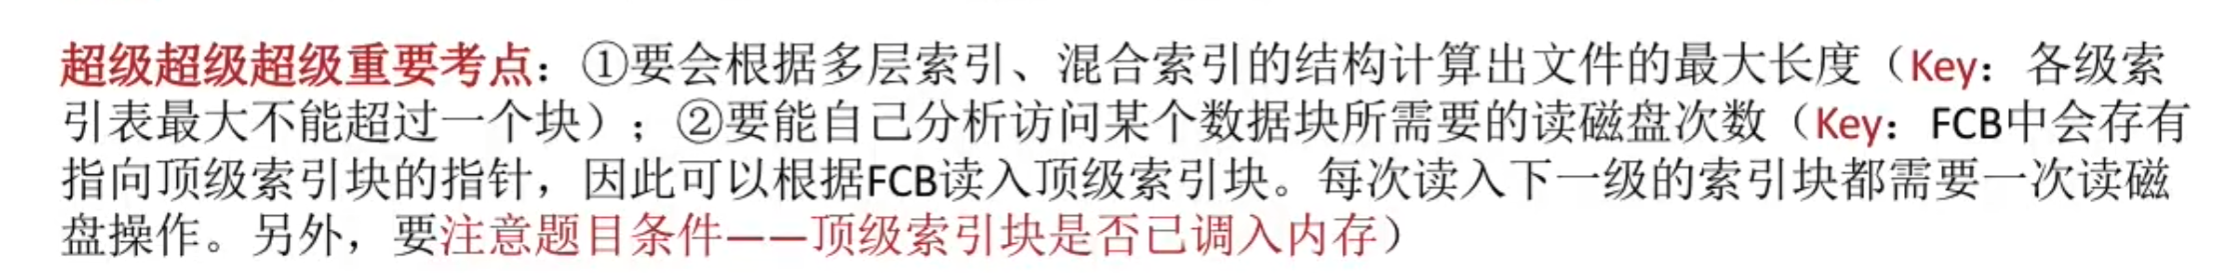 超级超级超级重要考点：①要会根据多层索引、混合索引的结构计算出文件的最大长度（Key：各级索
引表最大不能超过一个块）；②要能自己分析访问某个数据块所需要的读磁盘次数（Key：FCB中会存有
指向顶级索引块的指针，因此可以根据FCB读入顶级索引块。每次读入下一级的索引块都需要一次读磁
盘操作。另外，要注意题目条件——顶级索引块是否已调入内存）